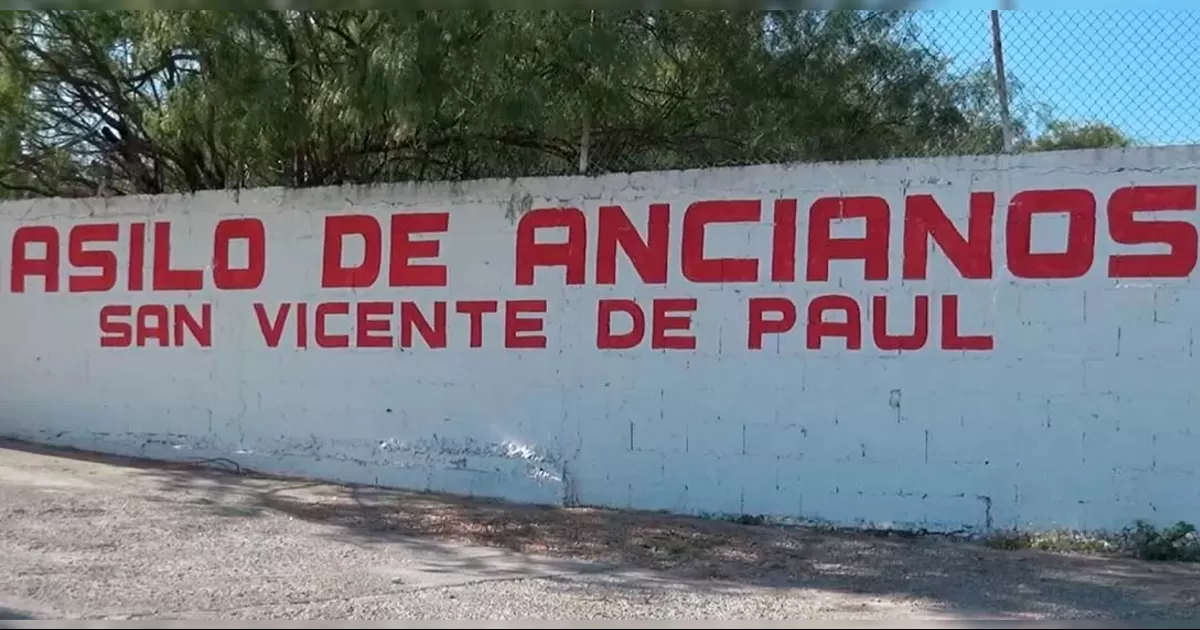 ASILO DE ANCIANOS
SAN VICENTE DE PAUL